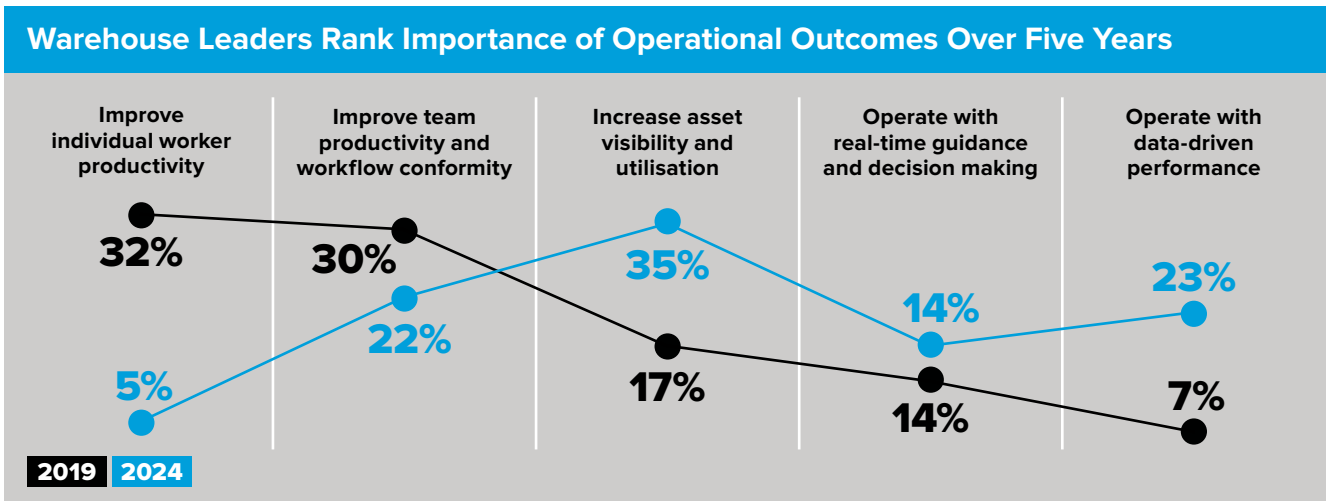 Warehouse Leaders Rank Importance of Operational Outcomes Over Five Years
Improve
individual worker
productivity
Improve team
productivity and
workflow conformity
Increase asset
visibility and
utilisation
Operate with
real-time guidance
and decision making
Operate with
data-driven
performance
32%
30%
35%
14%
23%
5%
22%
17%
14%
7%
2019 2024